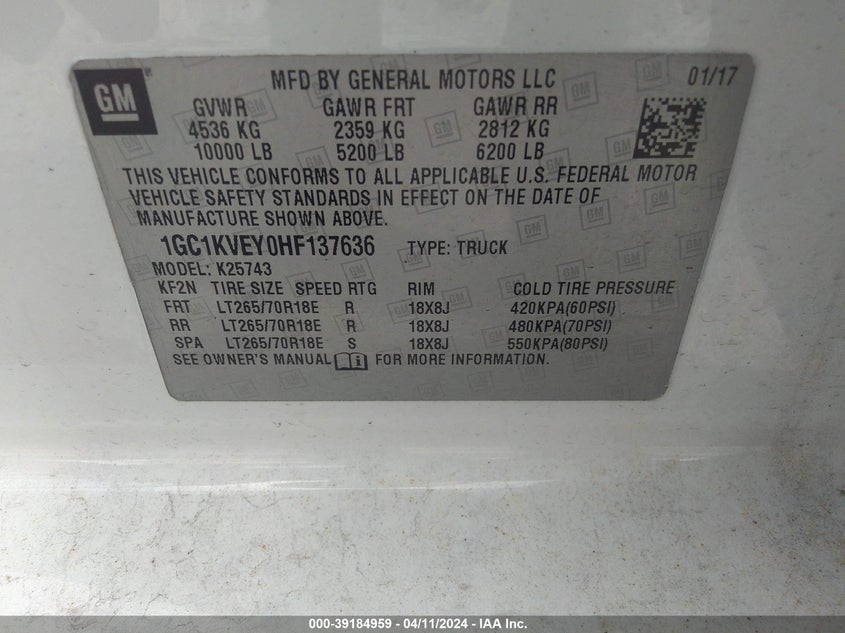 GM ® MFD BY GENERAL MOTORS LLC 01/17
GVWR GAWR FRT GAWR RR
4536 KG 2359 KG 2812 KG
10000 LB 5200 LB 6200 LB
THIS VEHICLE CONFORMS TO ALL APPLICABLE U.S. FEDERAL MOTOR
VEHICLE SAFETY STANDARDS IN EFFECT ON THE DATE OF
MANUFACTURE SHOWN ABOVE.
1GC1KVEY0HF137636 TYPE: TRUCK
MODEL: K25743
KF2N TIRE SIZE SPEED RTG RIM COLD TIRE PRESSURE
FRT LT265/70R18E R 18X8J 420KPA(60PSI)
RR LT265/70R18E R 18X8J 480KPA(70PSI)
SPA LT265/70R18E S 18X8J 550KPA(80PSI)
SEE OWNER'S MANUAL FOR MORE INFORMATION.
000-39184959 - 04/11/2024 - IAA Inc.